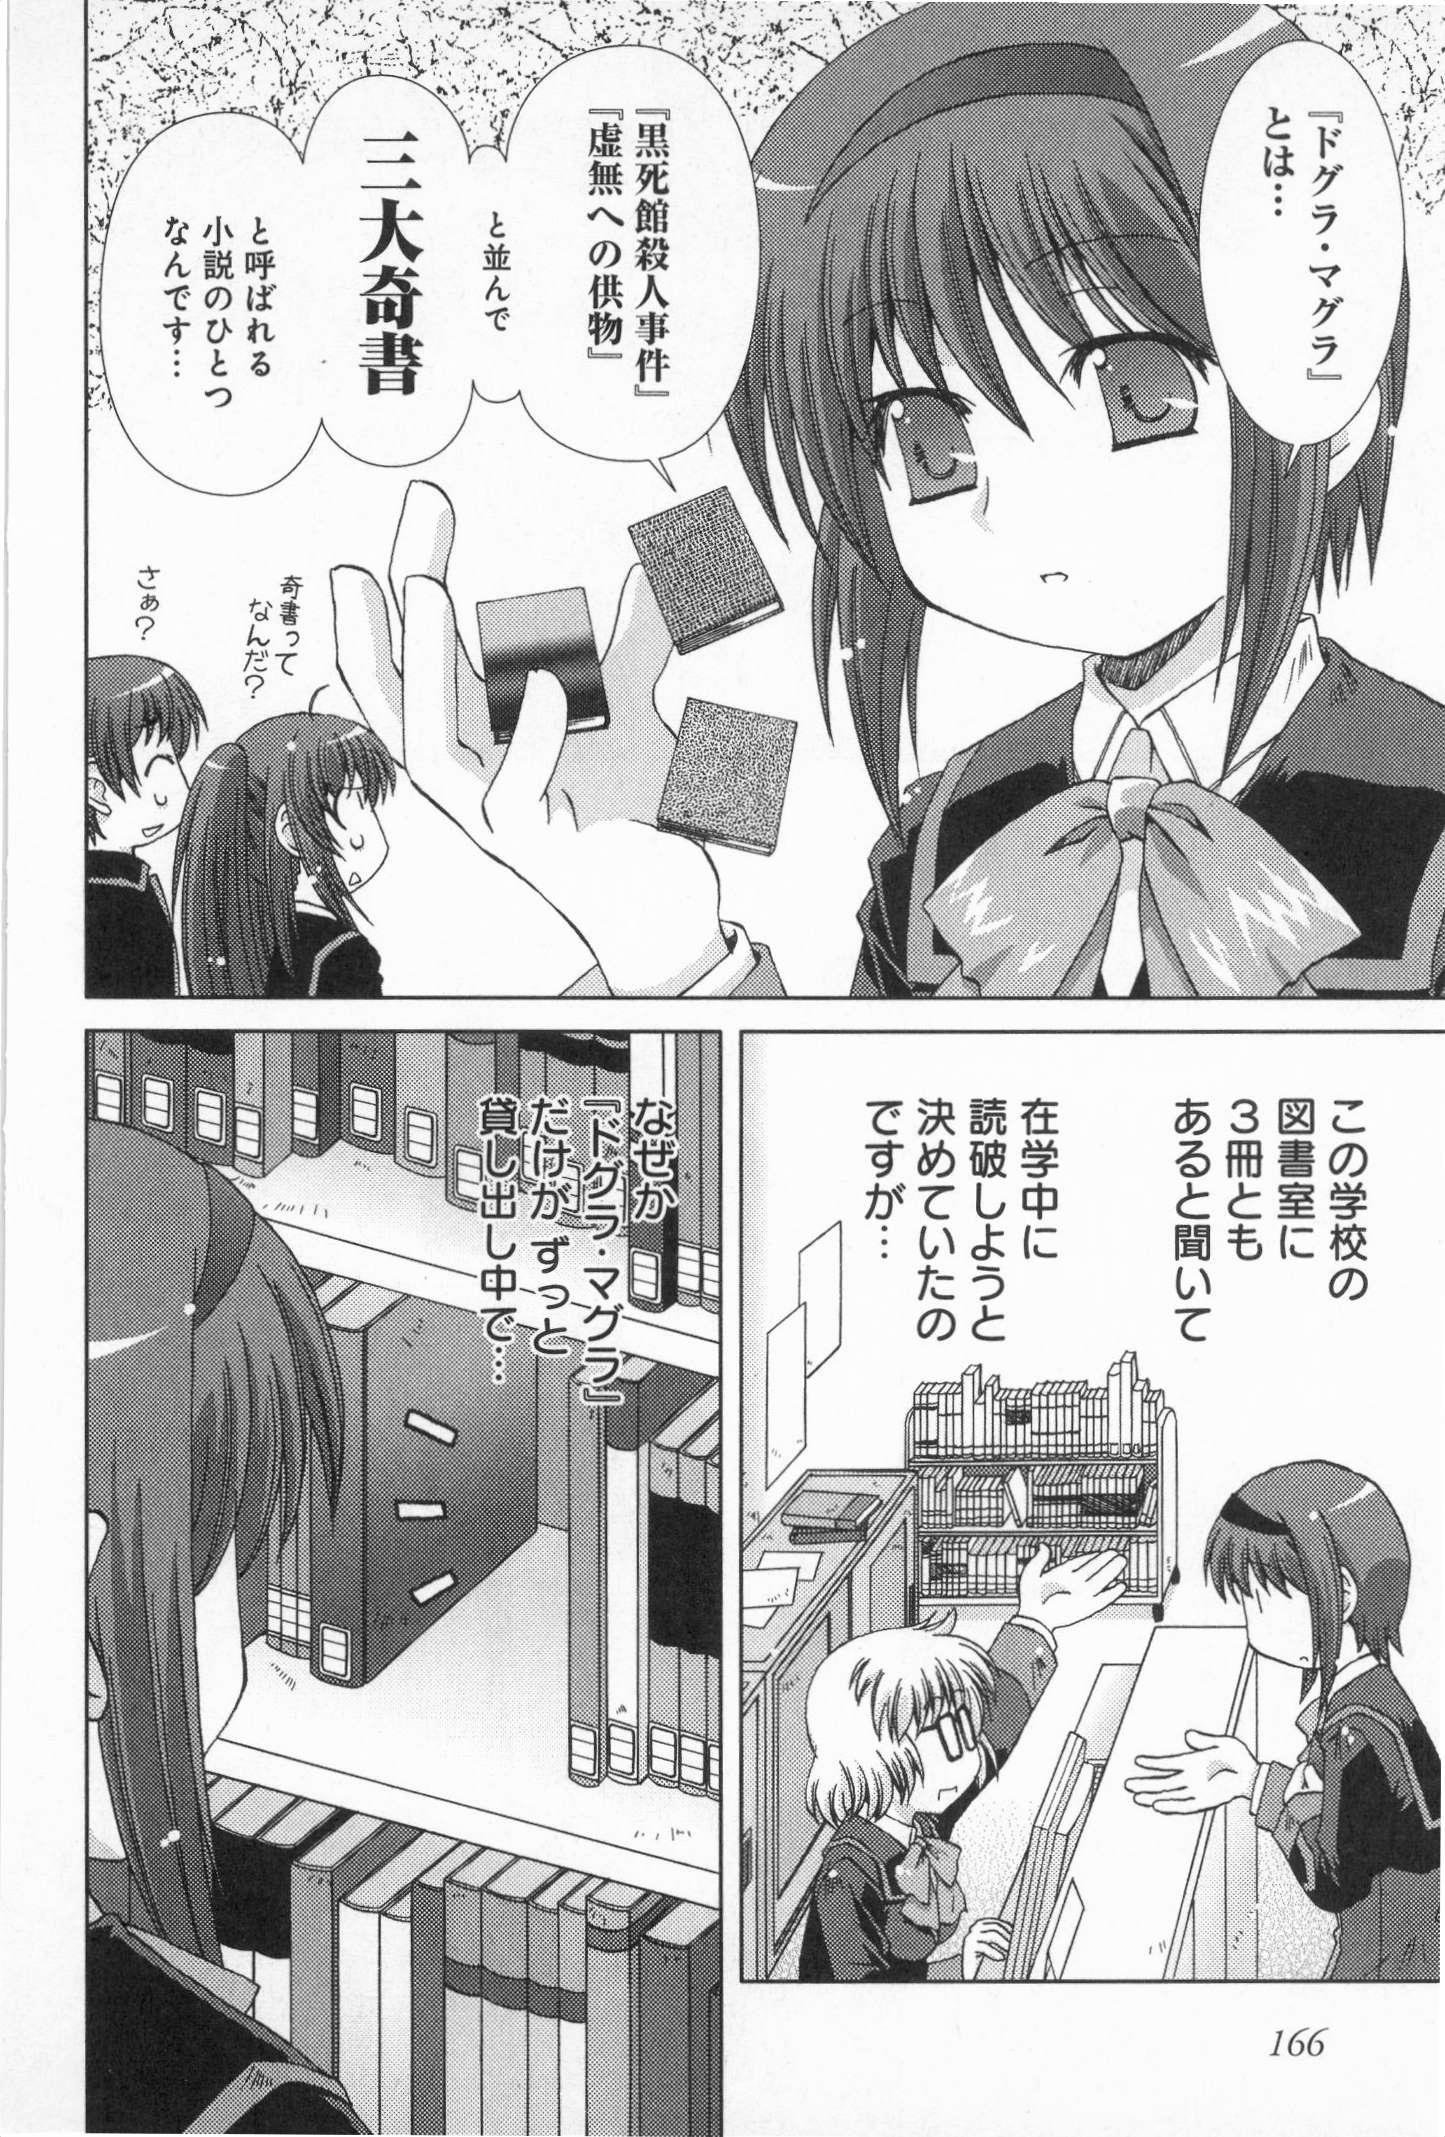 『ドグラ・マグラ』
とは…
『黒死館殺人事件』
『虚無への供物』
と並んで
三大奇書
と呼ばれる
小説のひとつ
なんです…
奇書って
なんだ?
さぁ?
この学校の
図書室に
3冊とも
あると聞いて
在学中に
読破しようと
決めていたの
ですが…
なぜか
『ドグラ・マグラ』
だけが ずっと
貸し出し中で…
166